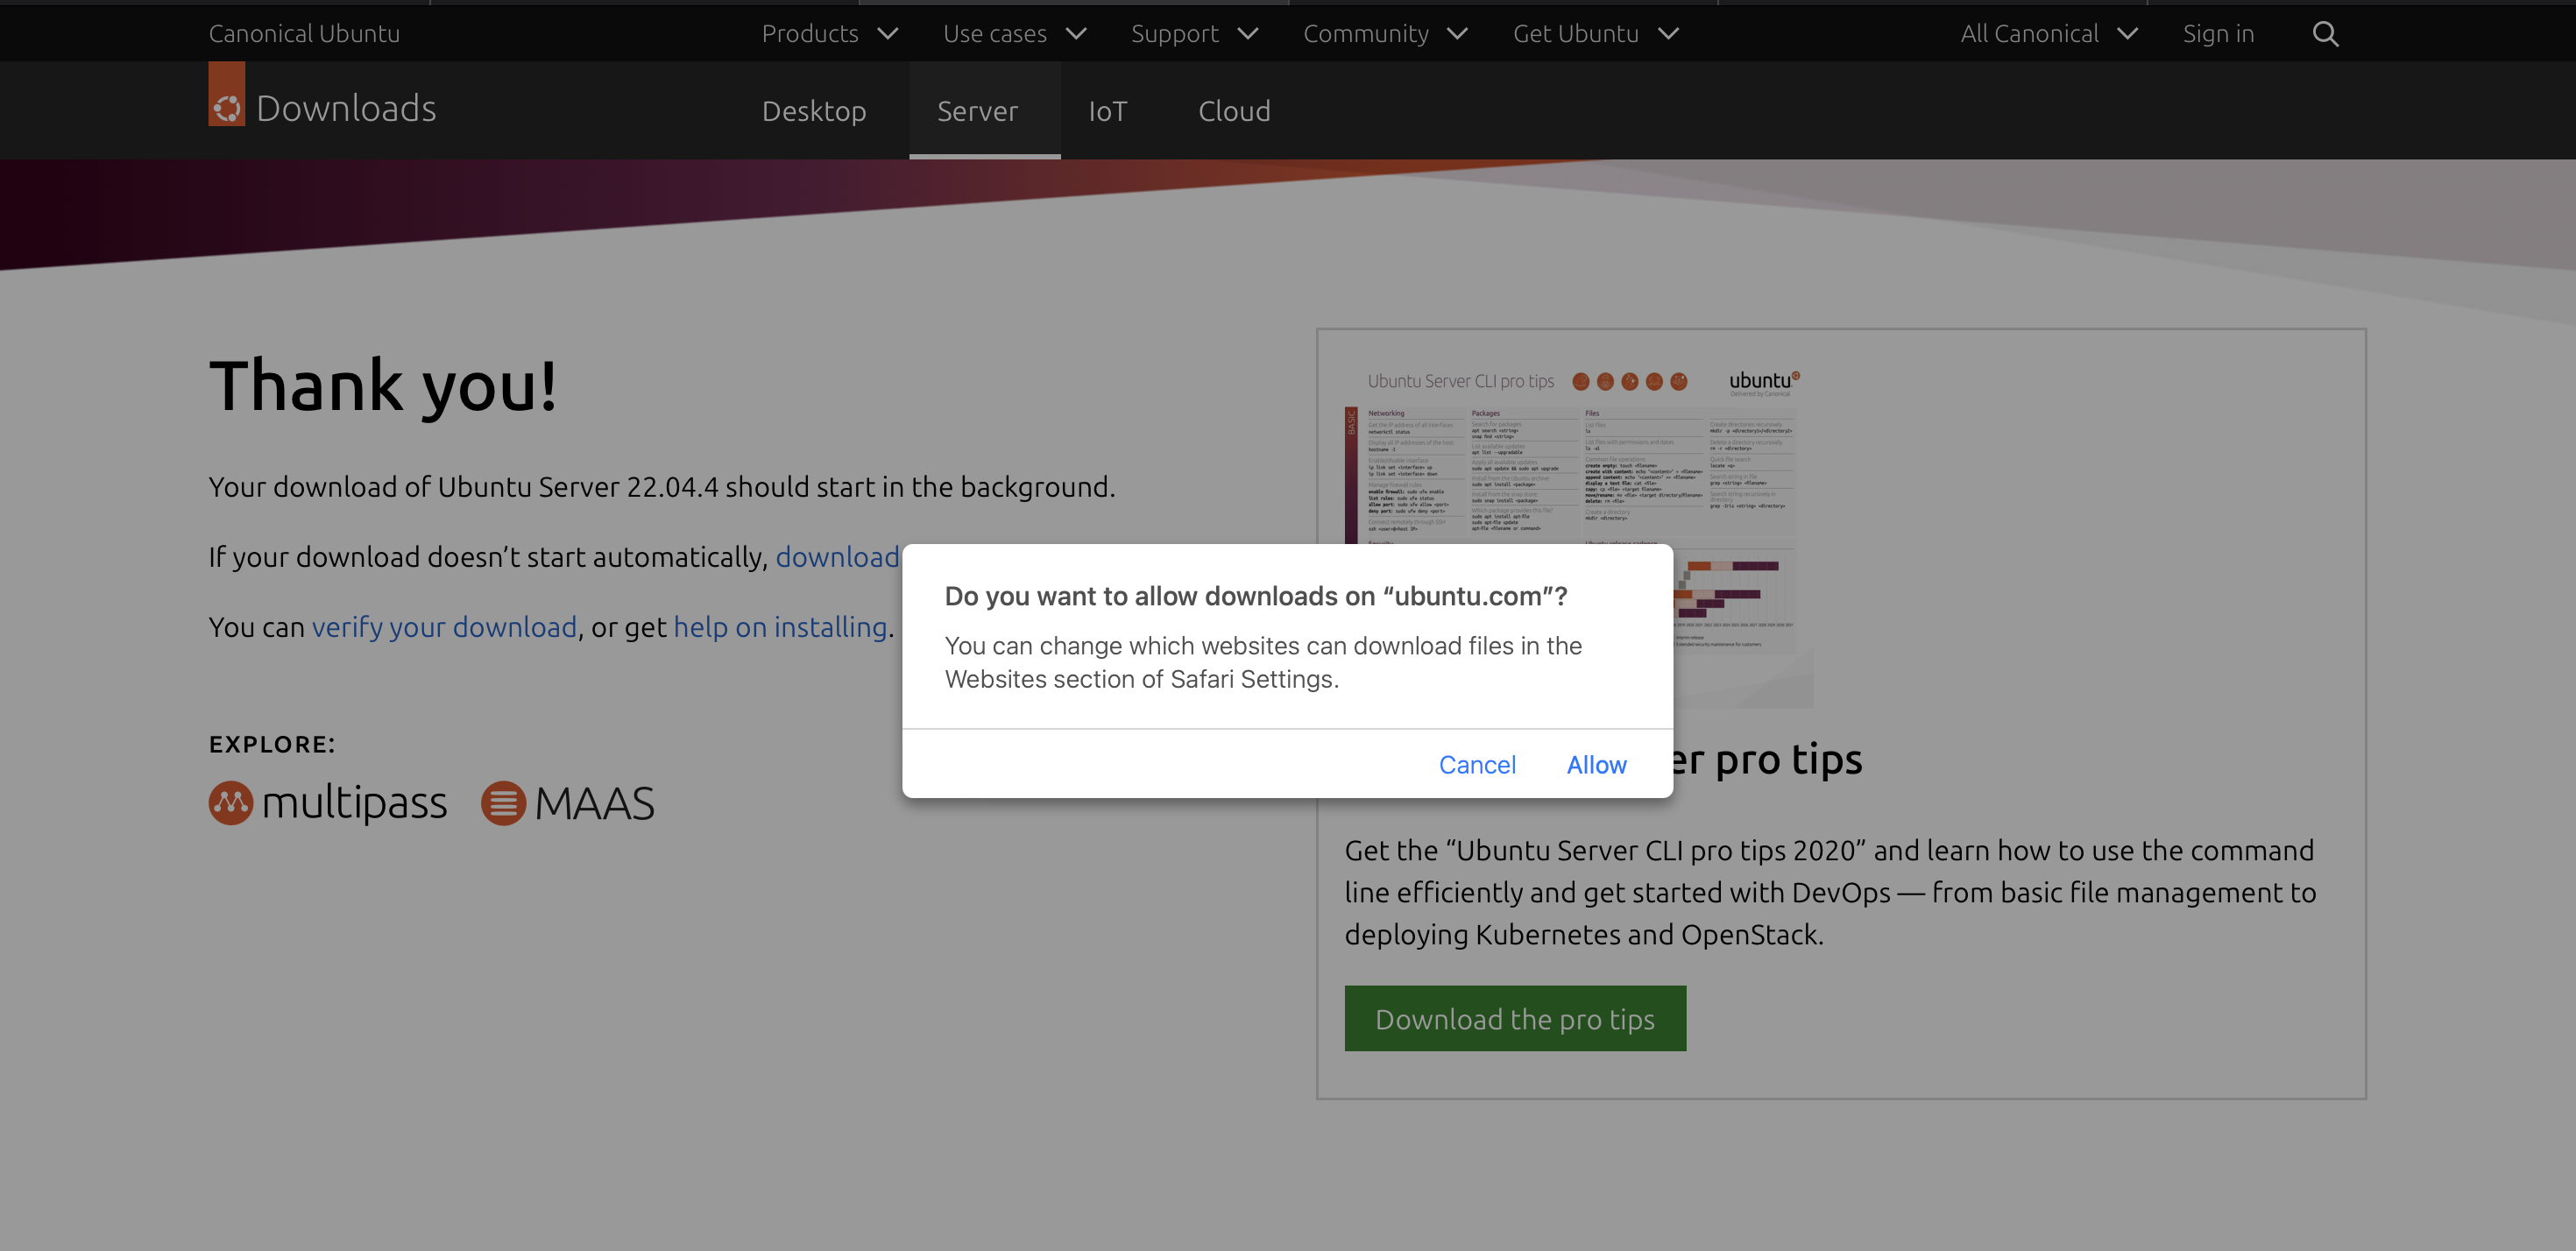 Canonical Ubuntu
Products
Use cases
Support
Community
Get Ubuntu
All Canonical
Sign in
Downloads
Desktop
Server
IoT
Cloud
Thank you!
Your download of Ubuntu Server 22.04.4 should start in the background.
If your download doesn’t start automatically, download
You can verify your download, or get help on installing.
EXPLORE:
multipass
MAAS
Ubuntu Server CLI pro tips
ubuntu
Delivered by Canonical
BASIC
Networking
Packages
Files
Do you want to allow downloads on “ubuntu.com”?
You can change which websites can download files in the
Websites section of Safari Settings.
Cancel
Allow
er pro tips
Get the “Ubuntu Server CLI pro tips 2020” and learn how to use the command
line efficiently and get started with DevOps — from basic file management to
deploying Kubernetes and OpenStack.
Download the pro tips